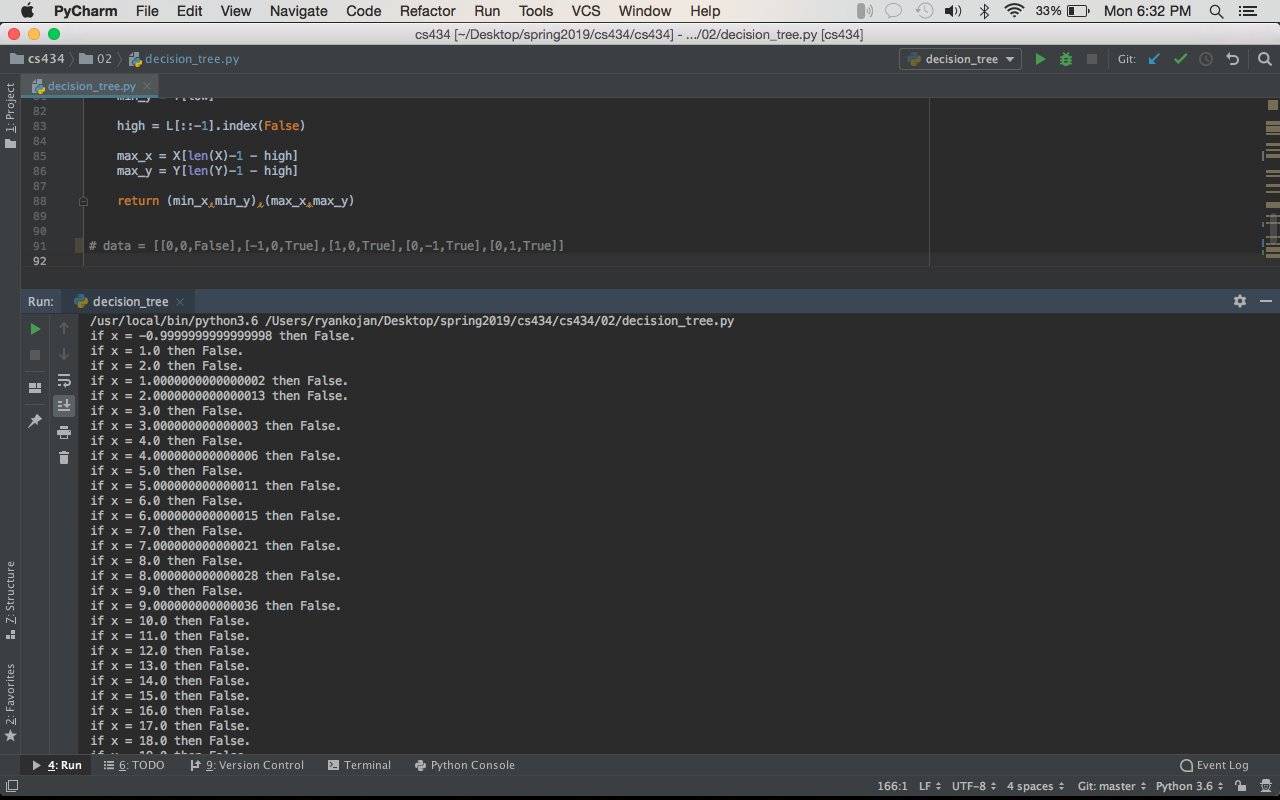 PyCharm File Edit View Navigate Code Refactor Run Tools VCS Window Help 33% Mon 6:32 PM
cs434 [~/Desktop/spring2019/cs434/cs434] - .../02/decision_tree.py [cs434]
cs434 02 decision_tree.py decision_tree Git:
decision_tree.py
1: Project
82
83 high = L[::-1].index(False)
84
85 max_x = X[len(X)-1 - high]
86 max_y = Y[len(Y)-1 - high]
87
88 return (min_x,min_y),(max_x,max_y)
89
90
91 # data = [[0,0,False],[-1,0,True],[1,0,True],[0,-1,True],[0,1,True]]
92
Run: decision_tree
/usr/local/bin/python3.6 /Users/ryankojan/Desktop/spring2019/cs434/cs434/02/decision_tree.py
if x = -0.9999999999999998 then False.
if x = 1.0 then False.
if x = 2.0 then False.
if x = 1.0000000000000002 then False.
if x = 2.0000000000000013 then False.
if x = 3.0 then False.
if x = 3.000000000000003 then False.
if x = 4.0 then False.
if x = 4.000000000000006 then False.
if x = 5.0 then False.
if x = 5.000000000000011 then False.
if x = 6.0 then False.
if x = 6.000000000000015 then False.
if x = 7.0 then False.
if x = 7.000000000000021 then False.
if x = 8.0 then False.
if x = 8.000000000000028 then False.
if x = 9.0 then False.
if x = 9.000000000000036 then False.
if x = 10.0 then False.
if x = 11.0 then False.
if x = 12.0 then False.
if x = 13.0 then False.
if x = 14.0 then False.
if x = 15.0 then False.
if x = 16.0 then False.
if x = 17.0 then False.
if x = 18.0 then False.
7: Structure
2: Favorites
4: Run 6: TODO 9: Version Control Terminal Python Console Event Log
166:1 LF UTF-8 4 spaces Git: master Python 3.6